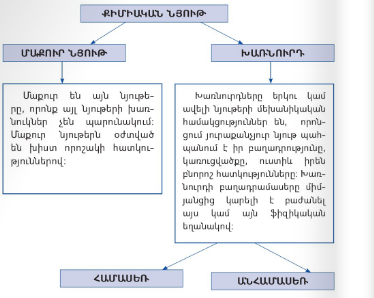 ՔԻՄԻԱԿԱՆ ՆՅՈՒԹ
ՄԱՔՈՒՐ ՆՅՈՒԹ
ԽԱՌՆՈՒՐԴ
Մաքուր են այն նյութե-
րը, որոնք այլ նյութերի խառ-
նուկներ չեն պարունակում:
Մաքուր նյութերն օժտված
են խիստ որոշակի հատկու-
թյուններով:
Խառնուրդները երկու կամ
ավելի նյութերի մեխանիկական
համակցություններ են, որոն-
ցում յուրաքանչյուր նյութ պահ-
պանում է իր բաղադրությունը,
կառուցվածքը, ուստիև իրեն
բնորոշ հատկությունները: Խառ-
նուրդի բաղադրամասերը միմ-
յանցից կարելի է բաժանել
այս կամ այն ֆիզիկական
եղանակով:
ՀԱՄԱՍԵՌ
ԱՆՀԱՄԱՍԵՌ